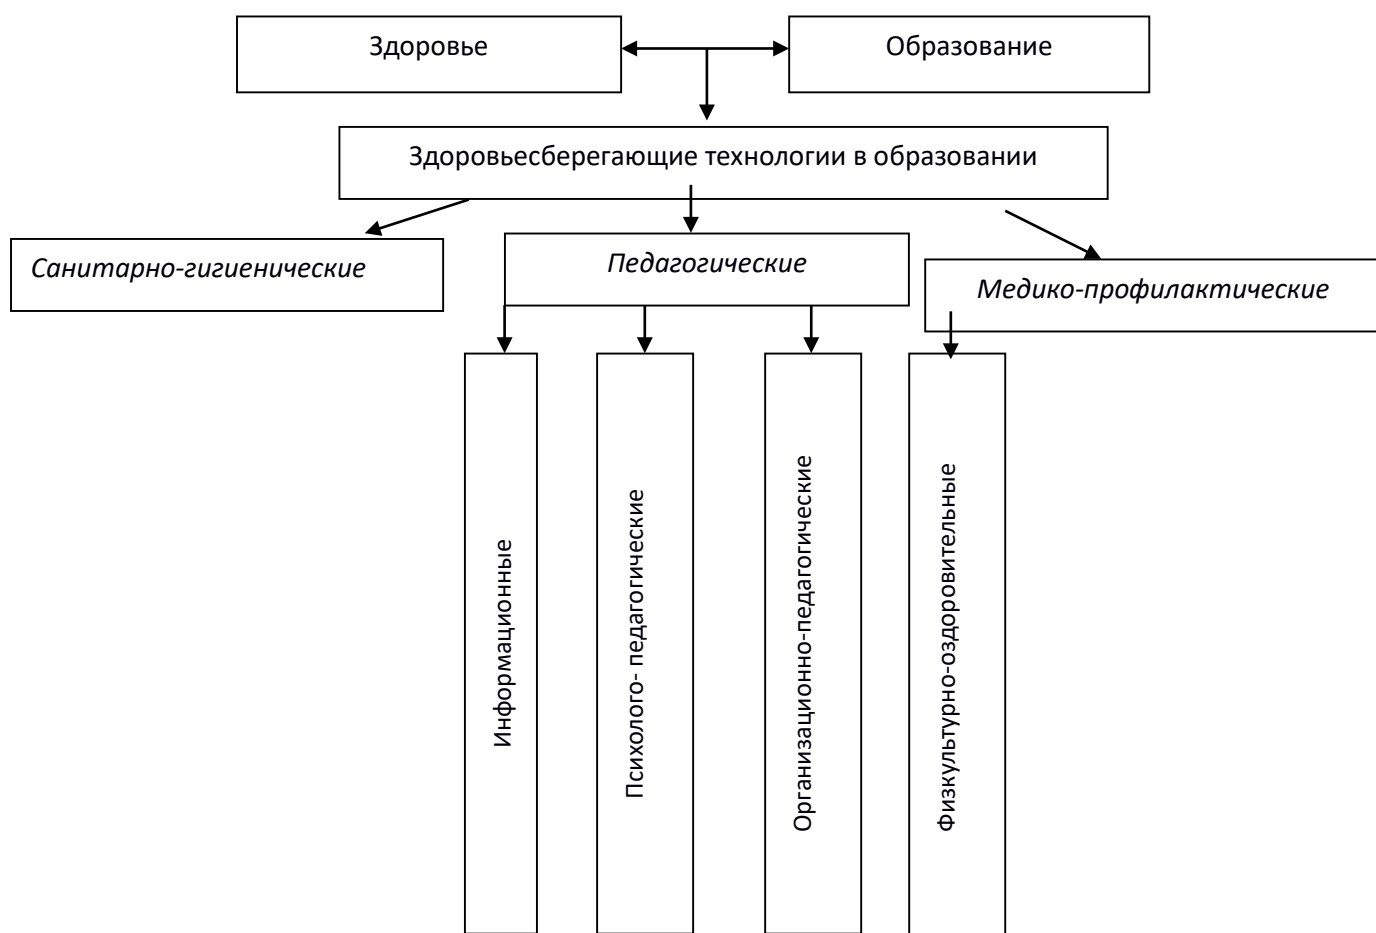 Здоровье
Образование
Здоровьесберегающие технологии в образовании
Санитарно-гигиенические
Педагогические
Медико-профилактические
Информационные
Психолого- педагогические
Организационно-педагогические
Физкультурно-оздоровительные